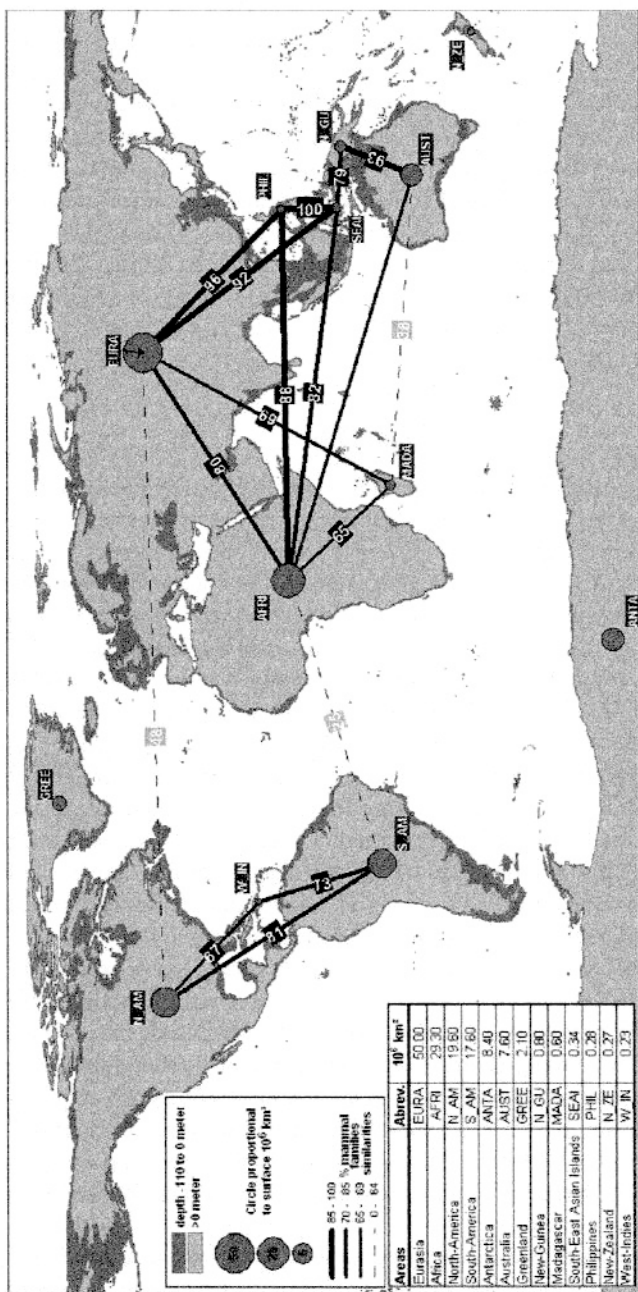 GREE
N_AM
W_IN
67
81
73
S_AM
EURA
96
92
80
69
PHIL
100
SEAI
N_GU
79
93
AUST
N_ZE
AFRI
82
65
MADA
ANTA
depth -110 to 0 meter
>0 meter
Circle proportional
to surface 10⁶ km²
50
25
5
85 - 100
70 - 85 % mammal
65 - 69 families
0 - 64 similarities
Areas Abrev. 10⁶ km²
Eurasia EURA 50.00
Africa AFRI 29.30
North-America N_AM 19.60
South-America S_AM 17.60
Antarctica ANTA 8.40
Australia AUST 7.60
Greenland GREE 2.10
New-Guinea N_GU 0.80
Madagascar MADA 0.60
South-East Asian Islands SEAI 0.34
Philippines PHIL 0.28
New-Zealand N_ZE 0.27
West-Indies W_IN 0.23